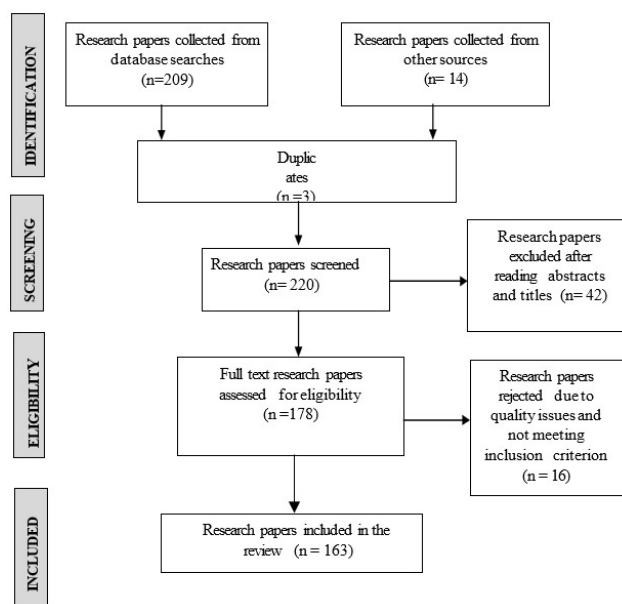 IDENTIFICATION
Research papers collected from
database searches
(n=209)
Research papers collected from
other sources
(n= 14)
Duplic
ates
(n =3)
SCREENING
Research papers screened
(n= 220)
Research papers
excluded after
reading abstracts
and titles (n= 42)
ELIGIBILITY
Full text research papers
assessed for eligibility
(n =178)
Research papers
rejected due to
quality issues and
not meeting
inclusion criterion
(n = 16)
INCLUDED
Research papers included in the
review (n = 163)